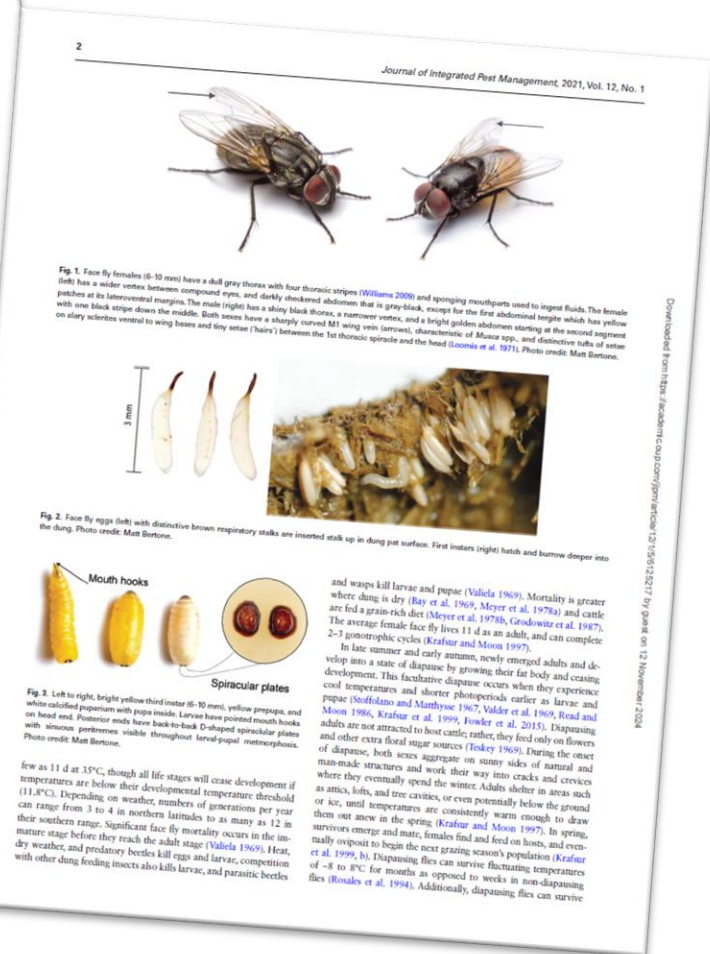 2
Journal of Integrated Pest Management, 2021, Vol. 12, No. 1
Fig. 1. Face fly females (6–10 mm) have a dull gray thorax with four thoracic stripes (Williams 2009) and sponging mouthparts used to ingest fluids. The female
(left) has a wider vertex between compound eyes, and darkly checkered abdomen that is gray-black, except for the first abdominal tergite which has yellow
patches at its lateroventral margins. The male (right) has a shiny black thorax, a narrower vertex, and a bright golden abdomen starting at the second segment
with one black stripe down the middle. Both sexes have a sharply curved M1 wing vein (arrows), characteristic of Musca spp., and distinctive tufts of setae
on alary sclerites ventral to wing bases and tiny setae ('hairs') between the 1st thoracic spiracle and the head (Loomis et al. 1971). Photo credit: Matt Bertone.
3 mm
Fig. 2. Face fly eggs (left) with distinctive brown respiratory stalks are inserted stalk up in dung pat surface. First instars (right) hatch and burrow deeper into
the dung. Photo credit: Matt Bertone.
Mouth hooks
Spiracular plates
Fig. 3. Left to right, bright yellow third instar (6–10 mm), yellow prepupa, and
white calcified puparium with pupa inside. Larvae have pointed mouth hooks
on head end. Posterior ends have back-to-back D-shaped spiracular plates
with sinuous peritremes visible throughout larval-pupal metmorphosis.
Photo credit: Matt Bertone.
few as 11 d at 35°C, though all life stages will cease development if
temperatures are below their developmental temperature threshold
(11.8°C). Depending on weather, numbers of generations per year
can range from 3 to 4 in northern latitudes to as many as 12 in
their southern range. Significant face fly mortality occurs in the im-
mature stage before they reach the adult stage (Valiela 1969). Heat,
dry weather, and predatory beetles kill eggs and larvae, competition
with other dung feeding insects also kills larvae, and parasitic beetles
and wasps kill larvae and pupae (Valiela 1969). Mortality is greater
where dung is dry (Bay et al. 1969, Meyer et al. 1978a) and cattle
are fed a grain-rich diet (Meyer et al. 1978b, Grodowitz et al. 1987).
The average female face fly lives 11 d as an adult, and can complete
2–3 gonotrophic cycles (Krafsur and Moon 1997).
In late summer and early autumn, newly emerged adults and de-
velop into a state of diapause by growing their fat body and ceasing
development. This facultative diapause occurs when they experience
cool temperatures and shorter photoperiods earlier as larvae and
pupae (Stoffolano and Matthysse 1967, Valder et al. 1969, Read and
Moon 1986, Krafsur et al. 1999, Fowler et al. 2015). Diapausing
adults are not attracted to host cattle; rather, they feed only on flowers
and other extra floral sugar sources (Teskey 1969). During the onset
of diapause, both sexes aggregate on sunny sides of natural and
man-made structures and work their way into cracks and crevices
where they eventually spend the winter. Adults shelter in areas such
as attics, lofts, and tree cavities, or even potentially below the ground
or ice, until temperatures are consistently warm enough to draw
them out anew in the spring (Krafsur and Moon 1997). In spring,
survivors emerge and mate, females find and feed on hosts, and even-
tually oviposit to begin the next grazing season's population (Krafsur
et al. 1999, b). Diapausing flies can survive fluctuating temperatures
of −8 to 8°C for months as opposed to weeks in non-diapausing
flies (Rosales et al. 1994). Additionally, diapausing flies can survive
Downloaded from https://academic.oup.com/jipm/article/12/1/5/6125217 by guest on 12 November 2024